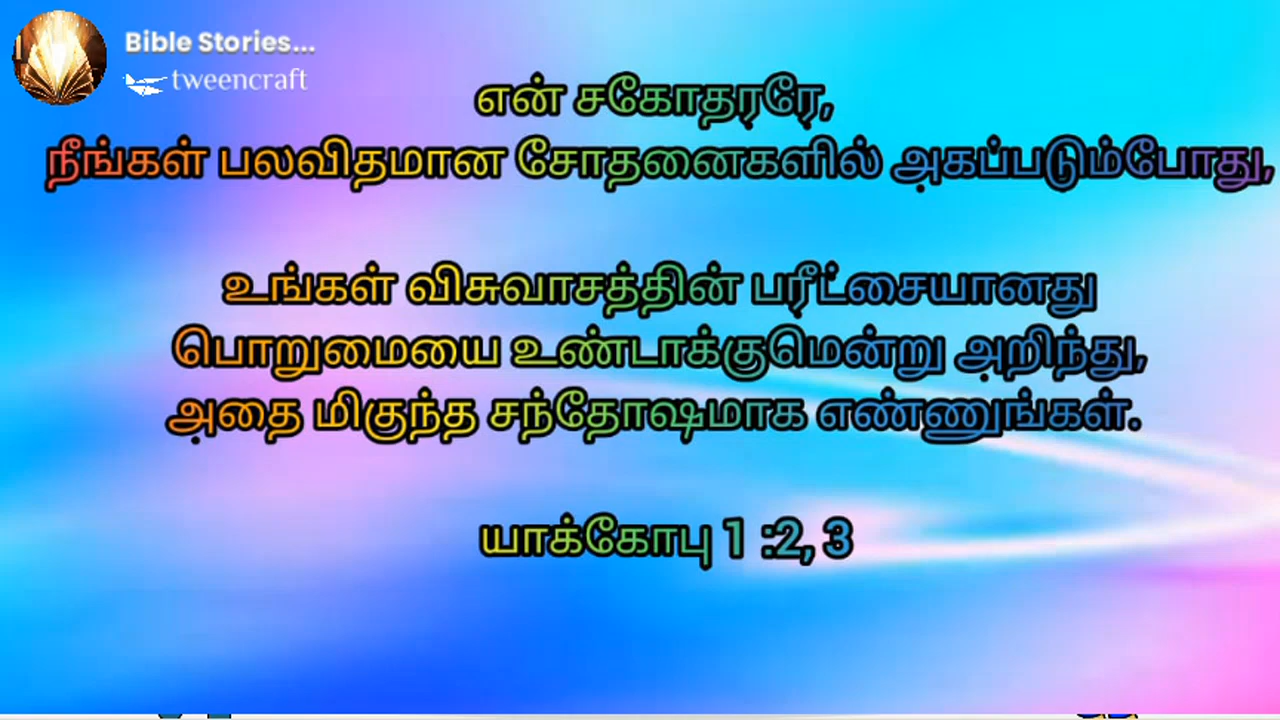 Bible Stories...
tweencraft
என் சகோதரரே,
நீங்கள் பலவிதமான சோதனைகளில் அகப்படும்போது,
உங்கள் விசுவாசத்தின் பரீட்சையானது
பொறுமையை உண்டாக்குமென்று அறிந்து,
அதை மிகுந்த சந்தோஷமாக எண்ணுங்கள்.
யாக்கோபு 1 :2, 3